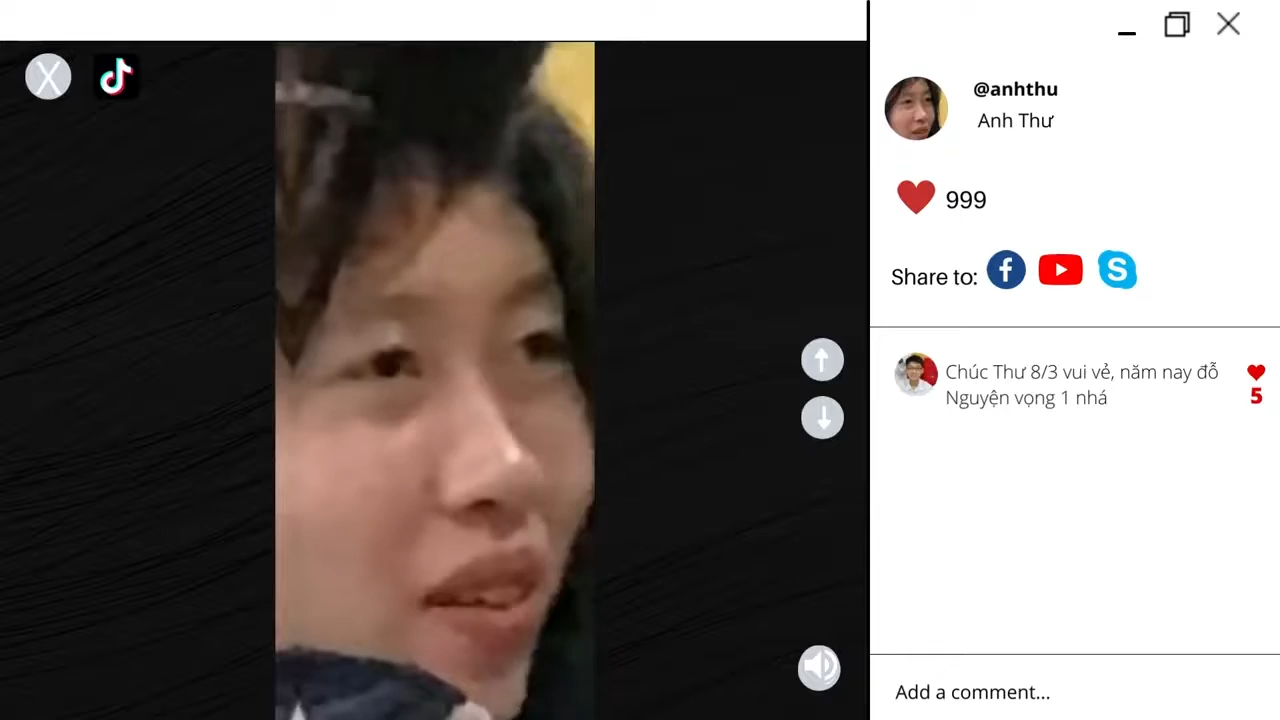 @anhthu
Anh Thư
999
Share to:
Chúc Thư 8/3 vui vẻ, năm nay đỗ
Nguyện vọng 1 nhá
5
Add a comment...